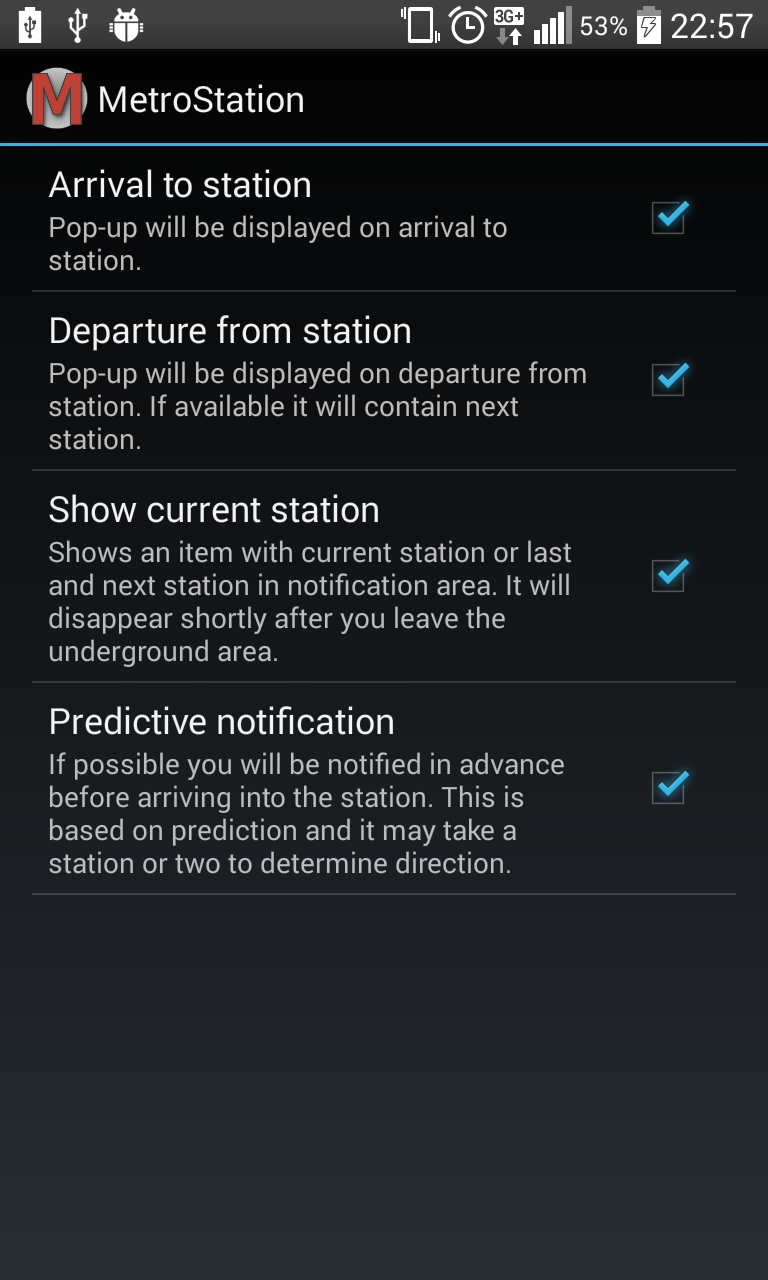 3G+ 53% 22:57
M MetroStation
Arrival to station
Pop-up will be displayed on arrival to
station.
Departure from station
Pop-up will be displayed on departure from
station. If available it will contain next
station.
Show current station
Shows an item with current station or last
and next station in notification area. It will
disappear shortly after you leave the
underground area.
Predictive notification
If possible you will be notified in advance
before arriving into the station. This is
based on prediction and it may take a
station or two to determine direction.